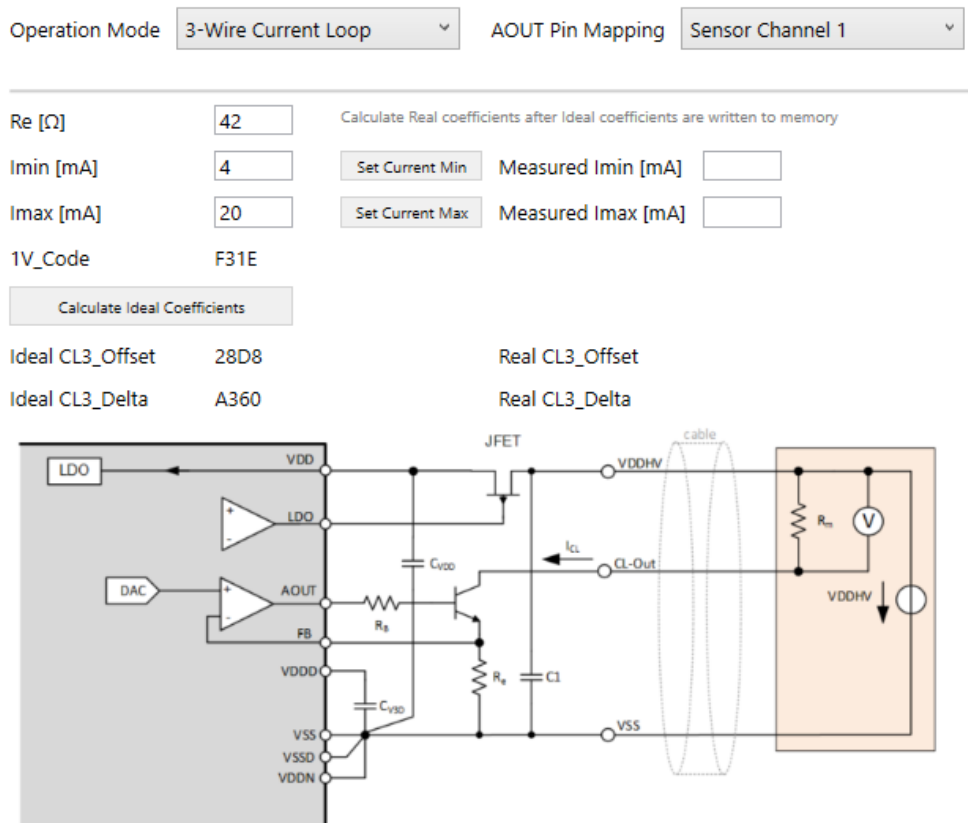 Operation Mode 3-Wire Current Loop AOUT Pin Mapping Sensor Channel 1
Re [Ω] 42 Calculate Real coefficients after Ideal coefficients are written to memory
Imin [mA] 4 Set Current Min Measured Imin [mA]
Imax [mA] 20 Set Current Max Measured Imax [mA]
1V_Code F31E
Calculate Ideal Coefficients
Ideal CL3_Offset 28D8 Real CL3_Offset
Ideal CL3_Delta A360 Real CL3_Delta
JFET cable
LDO VDD VDDHV
+ - LDO
Rm V
CVDD ICL CL-Out
DAC + - AOUT
VDDHV
RB
FB
VDDD Re C1
CV3D
VSS VSS
VSSD
VDDN